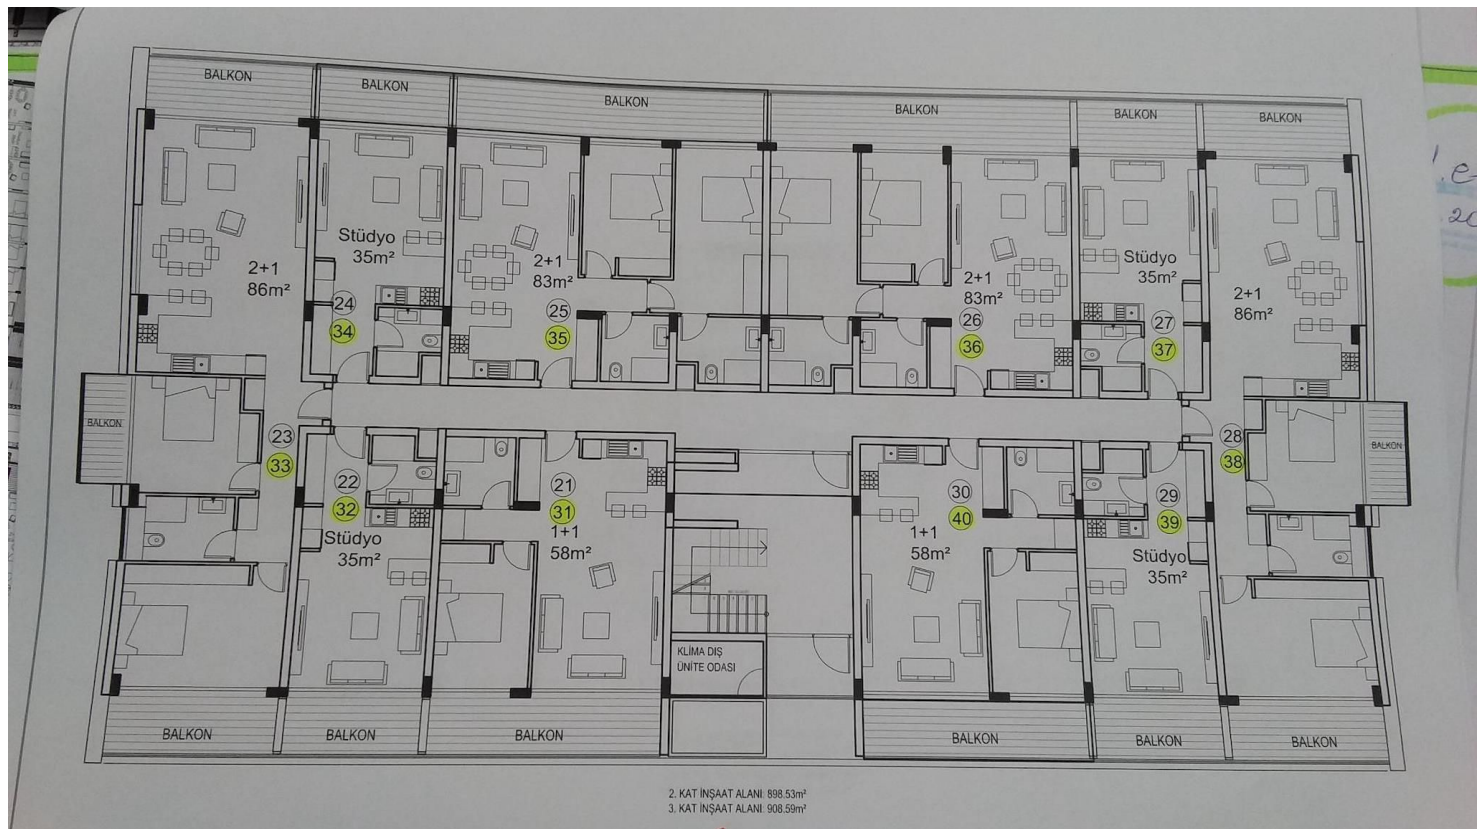 BALKON
BALKON
BALKON
BALKON
BALKON
BALKON
2+1
86m²
Stüdyo
35m²
24
34
2+1
83m²
25
35
2+1
83m²
26
36
Stüdyo
35m²
27
37
2+1
86m²
BALKON
23
33
22
32
Stüdyo
35m²
21
31
1+1
58m²
30
40
1+1
58m²
29
39
Stüdyo
35m²
28
38
BALKON
KLİMA DIŞ
ÜNİTE ODASI
BALKON
BALKON
BALKON
BALKON
BALKON
BALKON
2. KAT İNŞAAT ALANI: 898.53m²
3. KAT İNŞAAT ALANI: 908.59m²